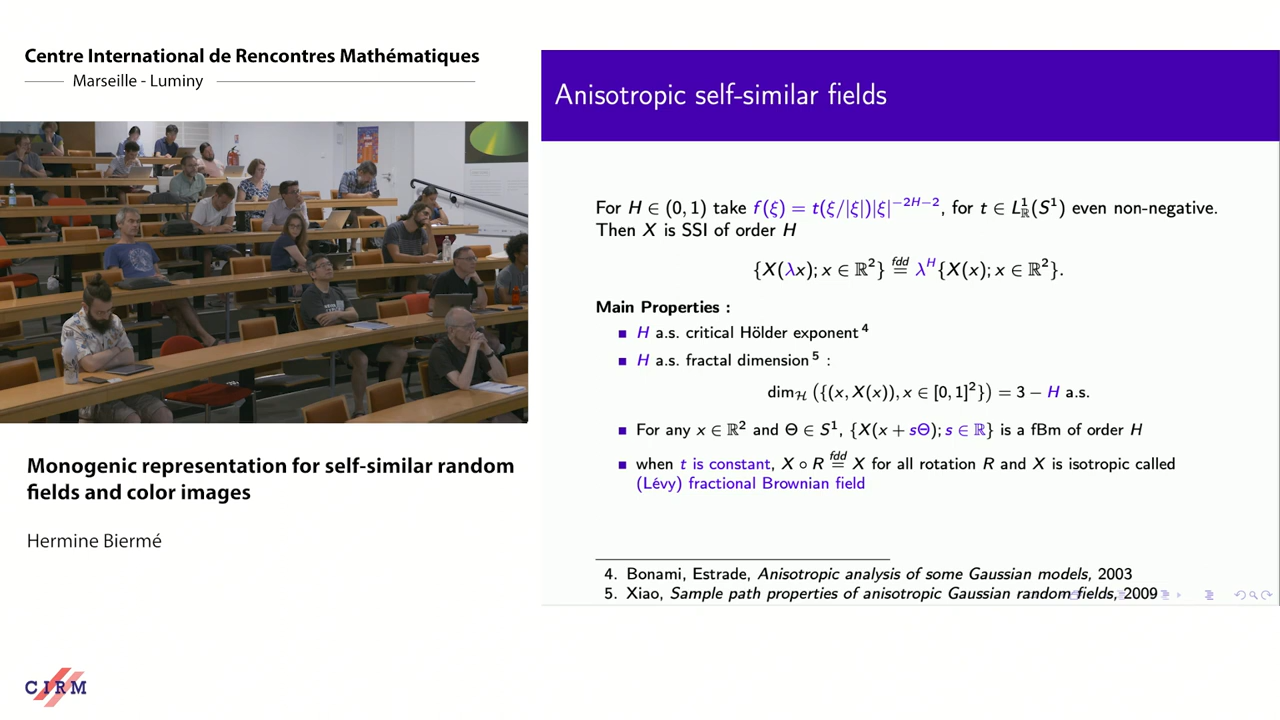 Centre International de Rencontres Mathématiques
Marseille - Luminy
Monogenic representation for self-similar random
fields and color images
Hermine Biermé
CIRM
Anisotropic self-similar fields
For H ∈ (0, 1) take f(ξ) = t(ξ/|ξ|)|ξ|^{−2H−2}, for t ∈ L^1_ℝ(S^1) even non-negative.
Then X is SSI of order H
{X(λx); x ∈ ℝ^2} \stackrel{fdd}{=} λ^H{X(x); x ∈ ℝ^2}.
Main Properties :
■ H a.s. critical Hölder exponent ^4
■ H a.s. fractal dimension ^5 :
dim_ℋ ({(x, X(x)), x ∈ [0, 1]^2}) = 3 − H a.s.
■ For any x ∈ ℝ^2 and Θ ∈ S^1, {X(x + sΘ); s ∈ ℝ} is a fBm of order H
■ when t is constant, X ∘ R \stackrel{fdd}{=} X for all rotation R and X is isotropic called
(Lévy) fractional Brownian field
4. Bonami, Estrade, Anisotropic analysis of some Gaussian models, 2003
5. Xiao, Sample path properties of anisotropic Gaussian random fields, 2009